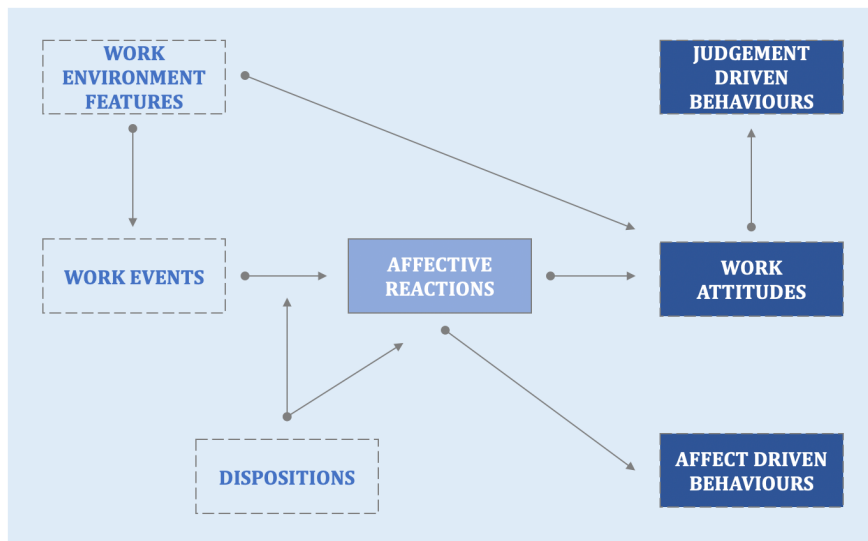 WORK
ENVIRONMENT
FEATURES
JUDGEMENT
DRIVEN
BEHAVIOURS
WORK EVENTS
AFFECTIVE
REACTIONS
WORK
ATTITUDES
DISPOSITIONS
AFFECT DRIVEN
BEHAVIOURS